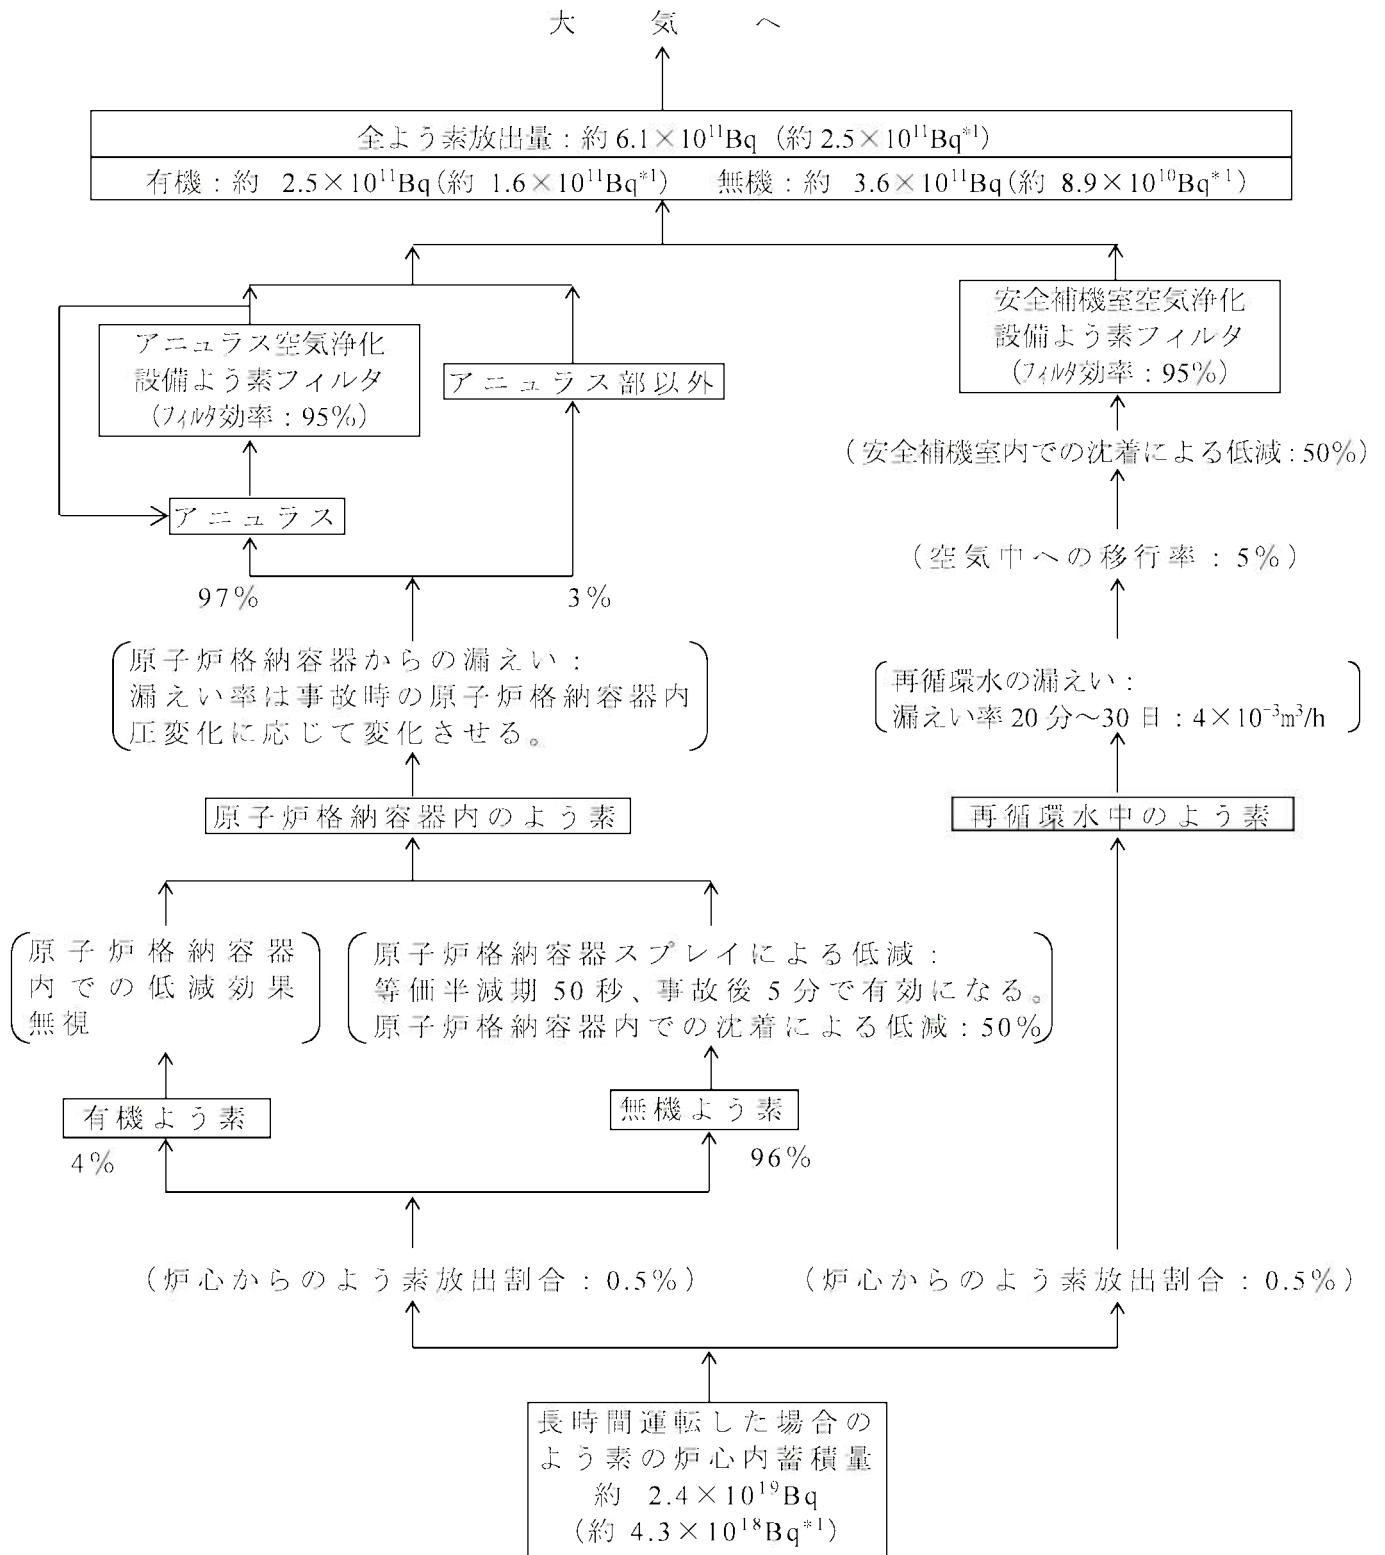 大気へ
全よう素放出量：約6.1×10¹¹Bq（約2.5×10¹¹Bq*¹）
有機：約 2.5×10¹¹Bq(約 1.6×10¹¹Bq*¹) 無機：約 3.6×10¹¹Bq(約 8.9×10¹⁰Bq*¹)
アニュラス空気浄化
設備よう素フィルタ
(フィルタ効率：95%)
アニュラス部以外
安全補機室空気浄化
設備よう素フィルタ
(フィルタ効率：95%)
アニュラス
（安全補機室内での沈着による低減：50%）
（空気中への移行率：5%）
97%
3%
原子炉格納容器からの漏えい：
漏えい率は事故時の原子炉格納容器内
圧変化に応じて変化させる。
再循環水の漏えい：
漏えい率20分～30日：4×10⁻³㎥/h
原子炉格納容器内のよう素
再循環水中のよう素
原子炉格納容器
内での低減効果
無視
原子炉格納容器スプレイによる低減：
等価半減期50秒、事故後5分で有効になる。
原子炉格納容器内での沈着による低減：50%
有機よう素
無機よう素
4%
96%
（炉心からのよう素放出割合：0.5%）
（炉心からのよう素放出割合：0.5%）
長時間運転した場合の
よう素の炉心内蓄積量
約 2.4×10¹⁹Bq
(約 4.3×10¹⁸Bq*¹)